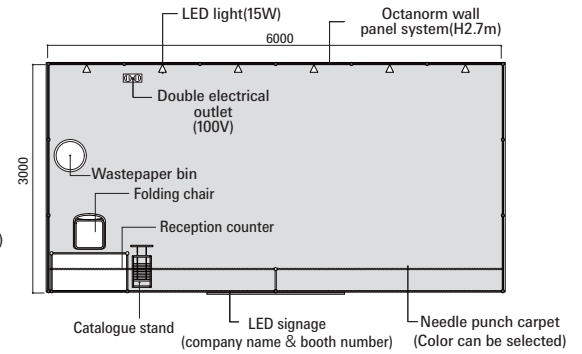 LED light(15W)
Octanorm wall
panel system(H2.7m)
6000
Double electrical
outlet
(100V)
3000
Wastepaper bin
Folding chair
)
Reception counter
Catalogue stand
LED signage
(company name & booth number)
Needle punch carpet
(Color can be selected)